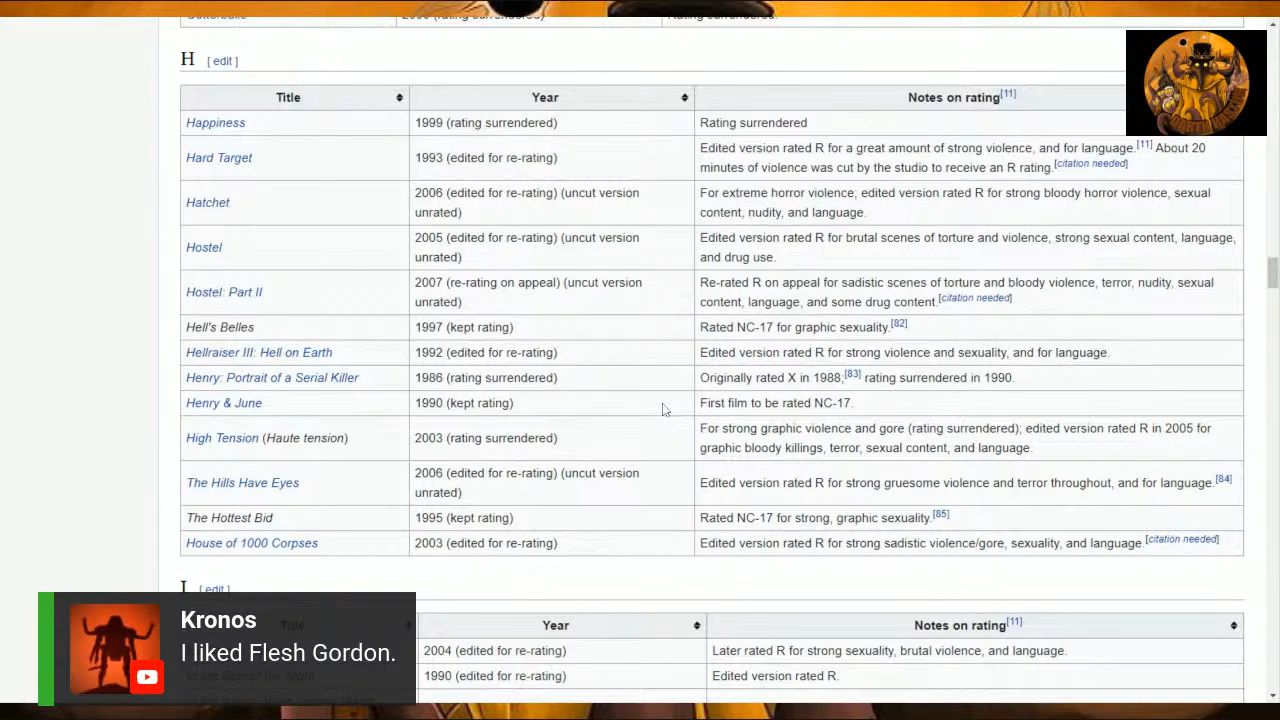 2000 (rating surrendered) Rating surrendered.
H [ edit ]
Title Year Notes on rating[11]
Happiness 1999 (rating surrendered) Rating surrendered
Hard Target 1993 (edited for re-rating) Edited version rated R for a great amount of strong violence, and for language.[11] About 20
minutes of violence was cut by the studio to receive an R rating.[citation needed]
Hatchet 2006 (edited for re-rating) (uncut version
unrated) For extreme horror violence; edited version rated R for strong bloody horror violence, sexual
content, nudity, and language.
Hostel 2005 (edited for re-rating) (uncut version
unrated) Edited version rated R for brutal scenes of torture and violence, strong sexual content, language,
and drug use.
Hostel: Part II 2007 (re-rating on appeal) (uncut version
unrated) Re-rated R on appeal for sadistic scenes of torture and bloody violence, terror, nudity, sexual
content, language, and some drug content.[citation needed]
Hell's Belles 1997 (kept rating) Rated NC-17 for graphic sexuality.[82]
Hellraiser III: Hell on Earth 1992 (edited for re-rating) Edited version rated R for strong violence and sexuality, and for language.
Henry: Portrait of a Serial Killer 1986 (rating surrendered) Originally rated X in 1988;[83] rating surrendered in 1990.
Henry & June 1990 (kept rating) First film to be rated NC-17.
High Tension (Haute tension) 2003 (rating surrendered) For strong graphic violence and gore (rating surrendered); edited version rated R in 2005 for
graphic bloody killings, terror, sexual content, and language.
The Hills Have Eyes 2006 (edited for re-rating) (uncut version
unrated) Edited version rated R for strong gruesome violence and terror throughout, and for language.[84]
The Hottest Bid 1995 (kept rating) Rated NC-17 for strong, graphic sexuality.[85]
House of 1000 Corpses 2003 (edited for re-rating) Edited version rated R for strong sadistic violence/gore, sexuality, and language [citation needed]
I [ edit ]
Title Year Notes on rating[11]
2004 (edited for re-rating) Later rated R for strong sexuality, brutal violence, and language.
1990 (edited for re-rating) Edited version rated R.
Kronos
I liked Flesh Gordon.